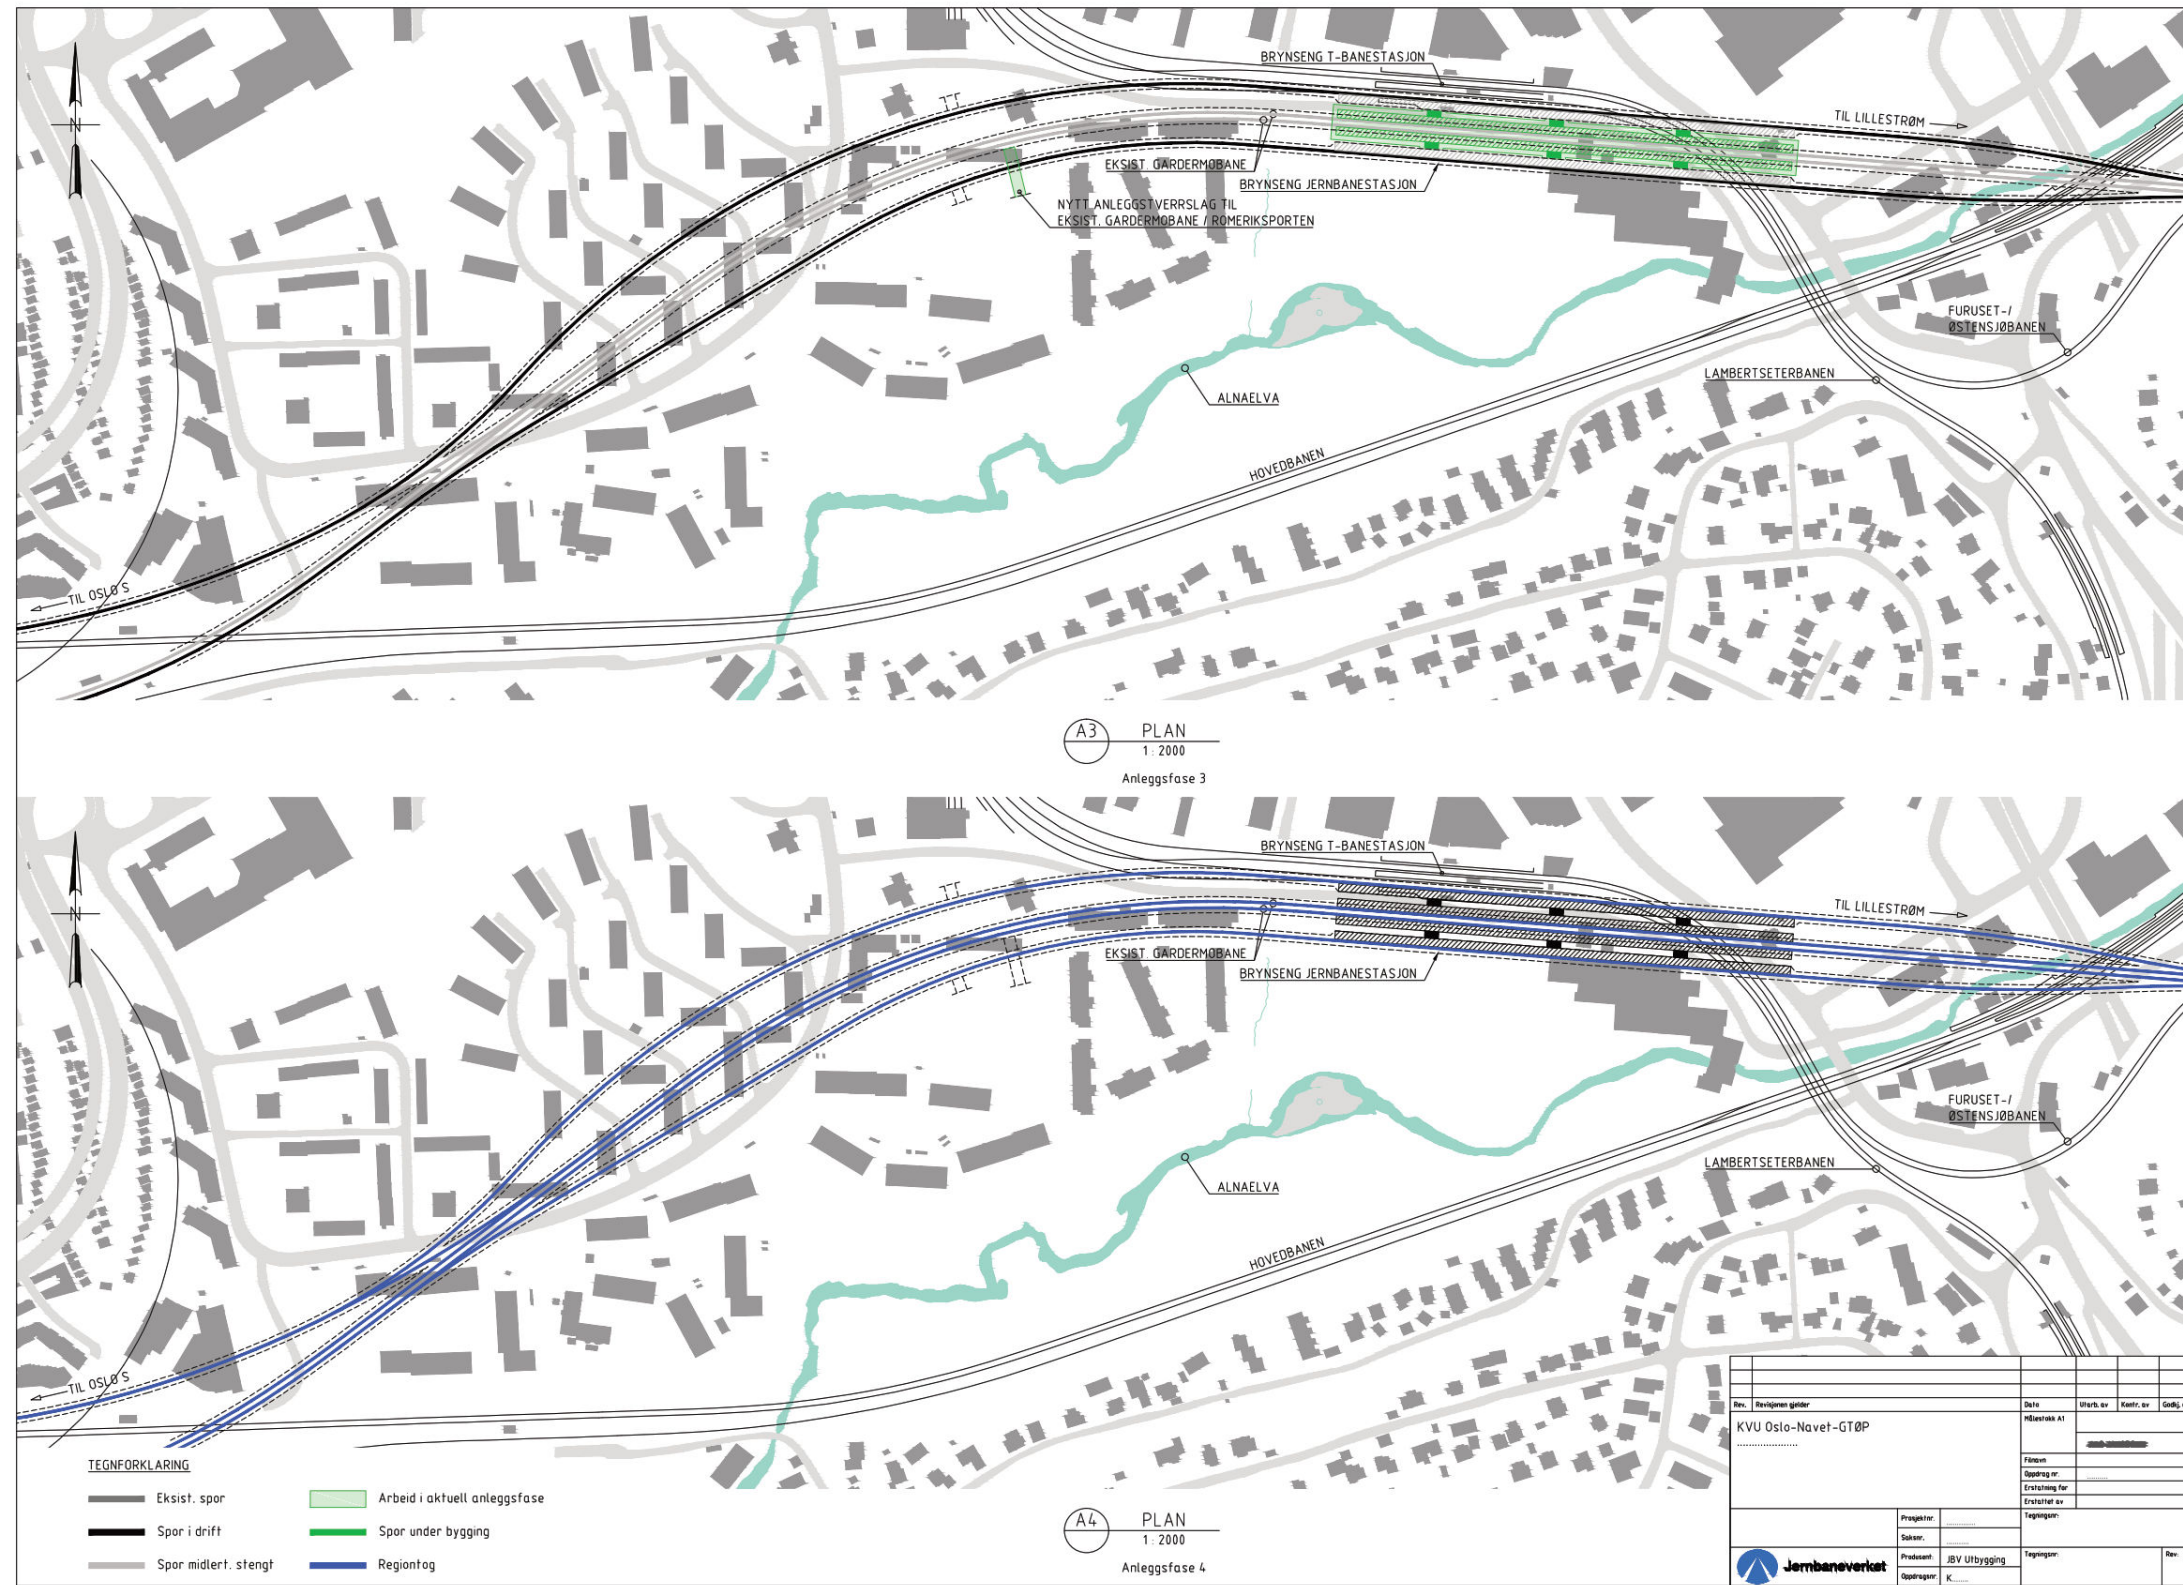 BRYNSENG T-BANESTASJON
TIL LILLESTRØM
N
EKSIST. GARDERMOBANE
BRYNSENG JERNBANESTASJON
NYTT ANLEGGSTVERRSLAG TIL
EKSIST. GARDERMOBANE / ROMERIKSPORTEN
FURUSET-/
ØSTENSJØBANEN
LAMBERTSETERBANEN
ALNAELVA
HOVEDBANEN
TIL OSLO S
A3 PLAN
1 : 2000
Anleggsfase 3
BRYNSENG T-BANESTASJON
TIL LILLESTRØM
N
EKSIST. GARDERMOBANE
BRYNSENG JERNBANESTASJON
FURUSET-/
ØSTENSJØBANEN
LAMBERTSETERBANEN
ALNAELVA
HOVEDBANEN
TIL OSLO S
A4 PLAN
1 : 2000
Anleggsfase 4
TEGNFORKLARING
Eksist. spor
Arbeid i aktuell anleggsfase
Spor i drift
Spor under bygging
Spor midlert. stengt
Regiontog
Rev. Revisjonen gjelder Dato Utarb. av Kontr. av Godkj.
KVU Oslo-Navet-GTØP
Målestokk A1
Filnavn
Oppdrag nr.
Erstatning for
Erstattet av
Prosjektnr. Tegningsnr.
Saksnr.
Produsent: JBV Utbygging Tegningsnr: Rev.
Oppdragsnr. K........
Jernbaneverket